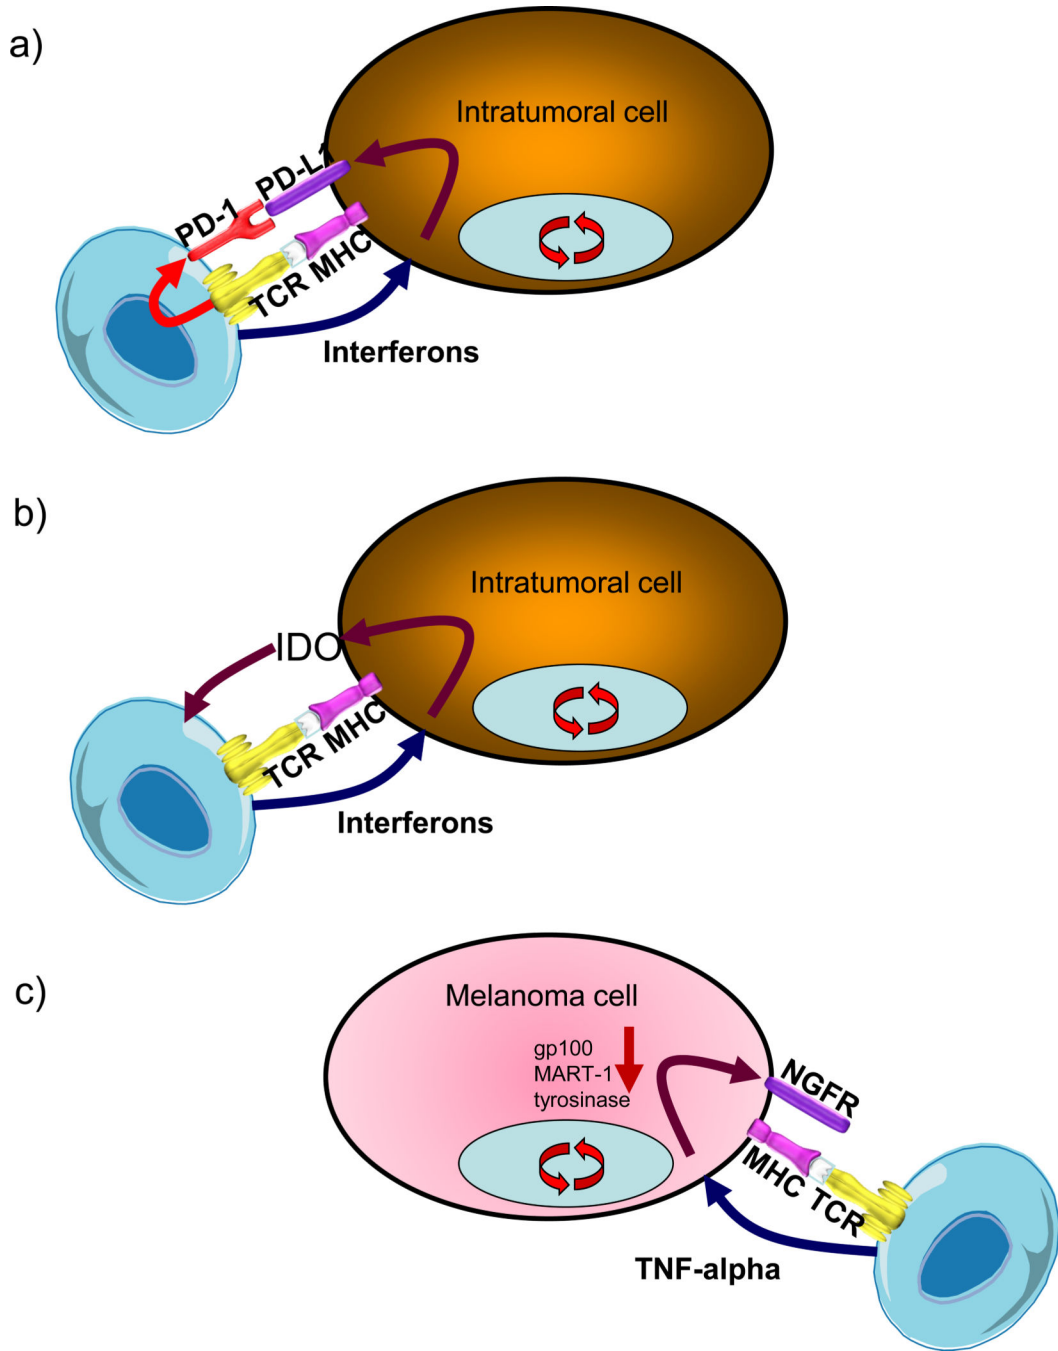 a)
Intratumoral cell
PD-L1
PD-1
TCR MHC
Interferons
b)
Intratumoral cell
IDO
TCR MHC
Interferons
c)
Melanoma cell
gp100
MART-1
tyrosinase
NGFR
MHC TCR
TNF-alpha